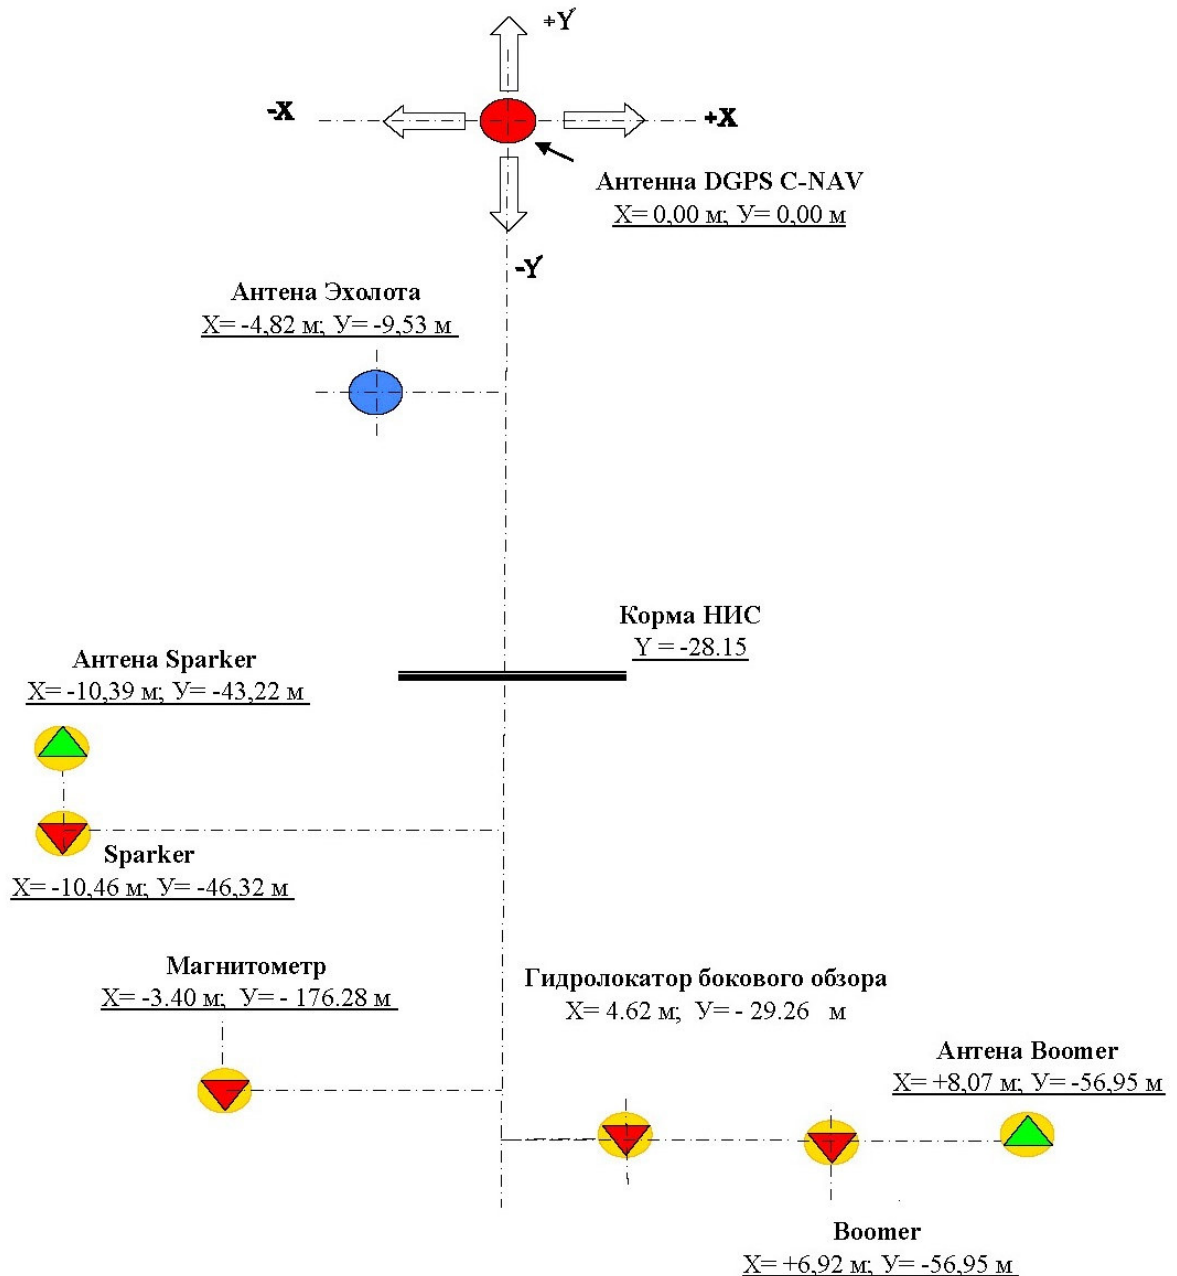 +Y
-X
+X
Антенна DGPS C-NAV
X= 0,00 м; У= 0,00 м
-Y
Антена Эхолота
X= -4,82 м; У= -9,53 м
Корма НИС
Y = -28.15
Антена Sparker
X= -10,39 м; У= -43,22 м
Sparker
X= -10,46 м; У= -46,32 м
Магнитометр
X= -3.40 м;  У= - 176.28 м
Гидролокатор бокового обзора
X= 4.62 м;  У= - 29.26   м
Антена Boomer
X= +8,07 м; У= -56,95 м
Boomer
X= +6,92 м; У= -56,95 м